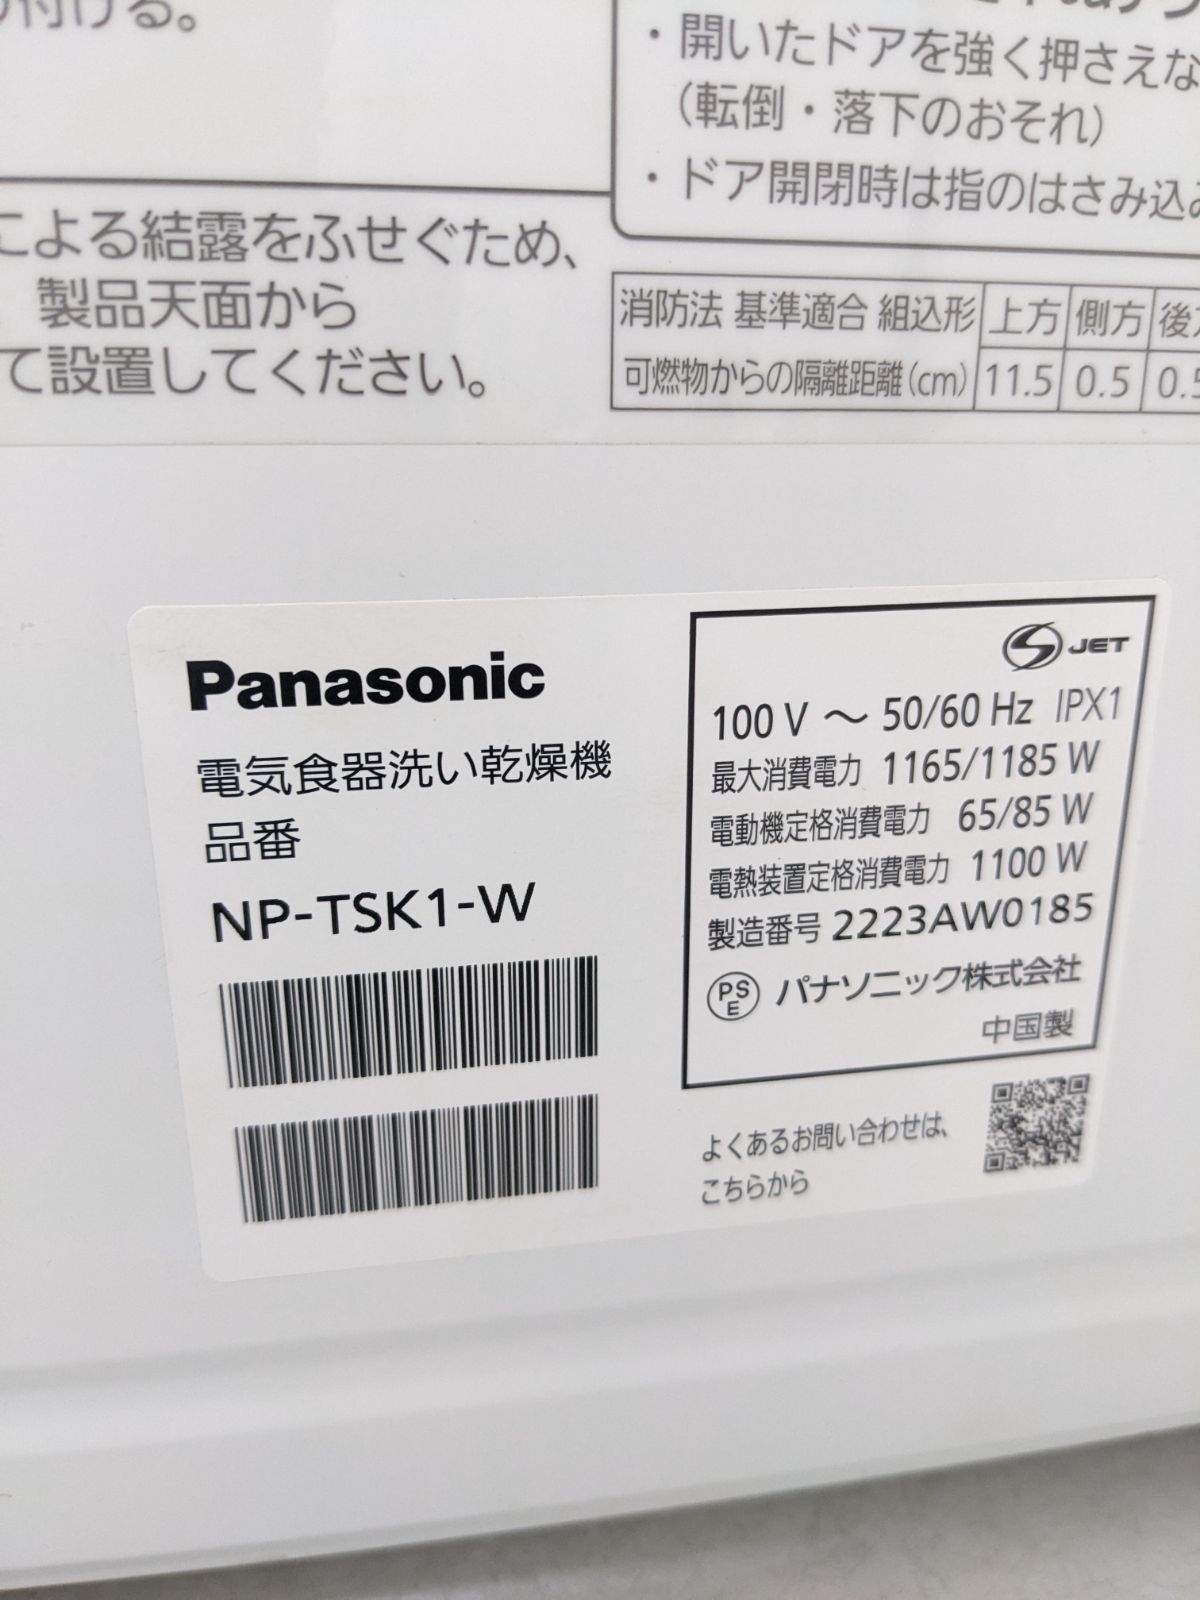 付ける。
・開いたドアを強く押さえな
(転倒・落下のおそれ)
・ドア開閉時は指のはさみ込み
による結露をふせぐため、
製品天面から
て設置してください。
消防法 基準適合 組込形 上方 側方 後方
可燃物からの隔離距離(cm) 11.5 0.5 0.5
Panasonic
電気食器洗い乾燥機
品番
NP-TSK1-W
S JET
100 V ～ 50/60 Hz IPX1
最大消費電力 1165/1185 W
電動機定格消費電力 65/85 W
電熱装置定格消費電力 1100 W
製造番号 2223AW0185
PSE パナソニック株式会社
中国製
よくあるお問い合わせは、
こちらから